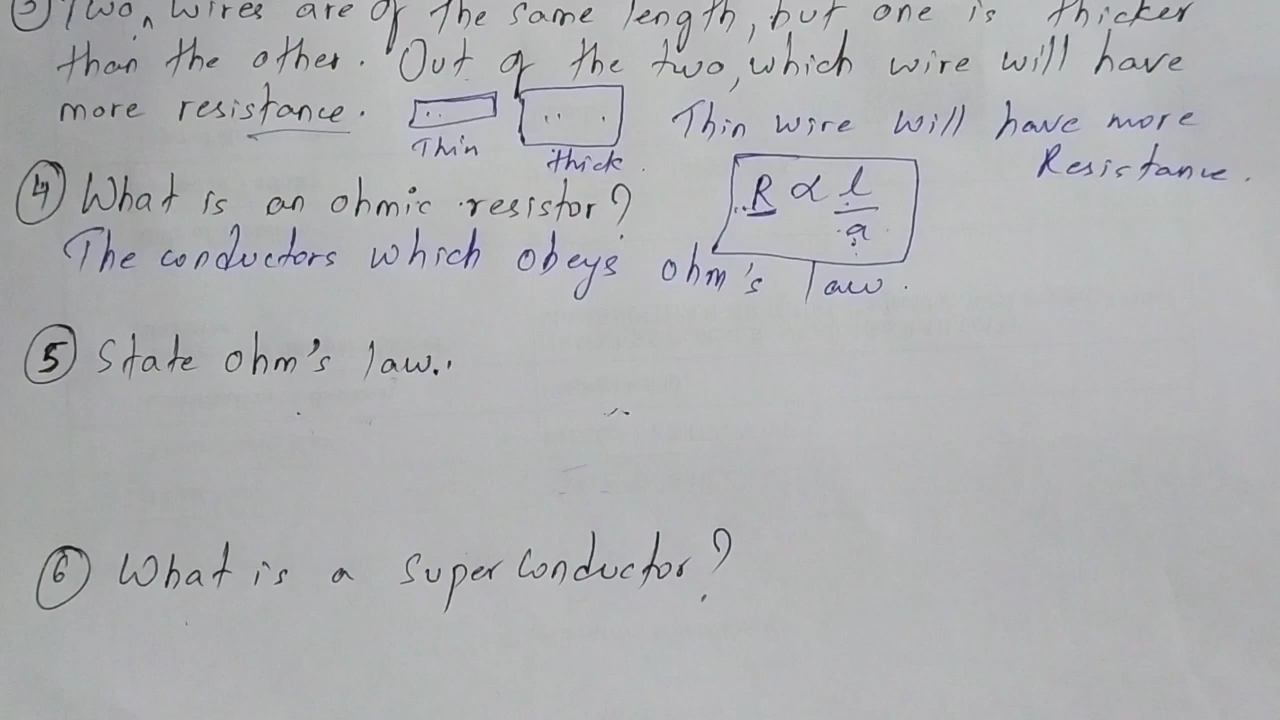 ③ Two wires are of the same length, but one is thicker
than the other. Out of the two, which wire will have
more resistance.
Thin
thick.
Thin wire will have more
Resistance.
④ What is an ohmic resistor?
R ∝ l/a
The conductors which obeys ohm's law.
⑤ State ohm's law.
⑥ What is a superconductor?